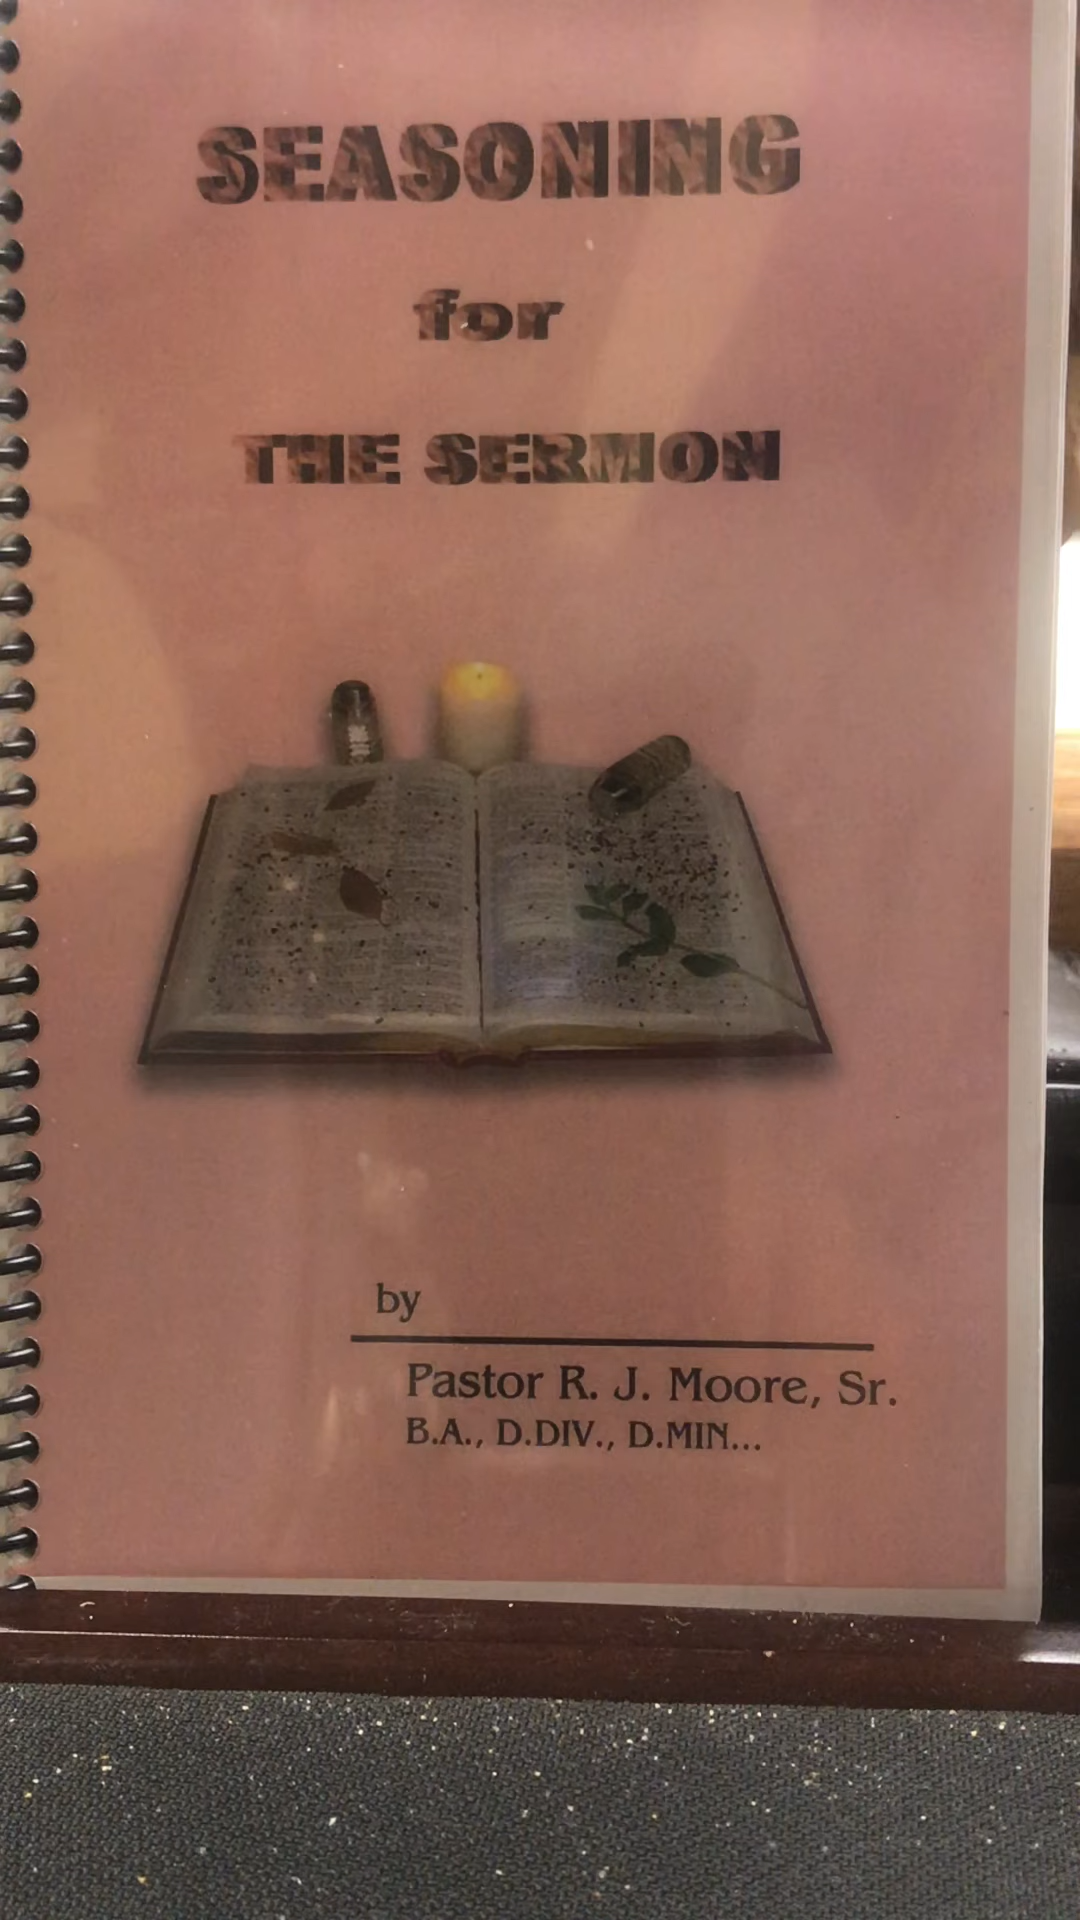 SEASONING
for
THE SERMON
by
Pastor R. J. Moore, Sr.
B.A., D.DIV., D.MIN...